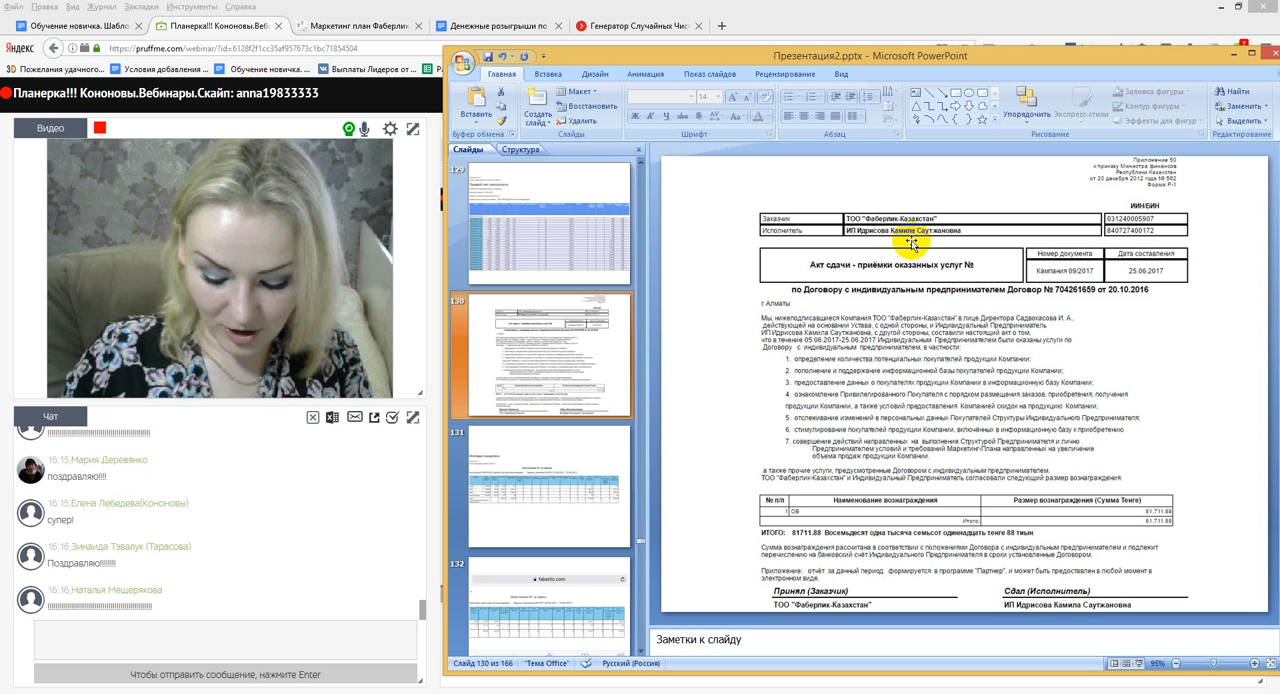 Файл Правка Вид Журнал Закладки Инструменты Справка
Обучение новичка. Шабло
Планерка!!! Кононовы.Веб
Маркетинг план Фаберлик
Денежные розыгрыши по
Генератор Случайных Чис
Яндекс
https://pruffme.com/webinar/?id=6128f2f1cc35af957673c1bc71854504
Пожелания удачного...
Условия добавления ...
Обучение новичка....
Выплаты Лидеров от ...
Планерка!!! Кононовы.Вебинары.Скайп: anna19833333
Видео
Чат
!!!!!!!!!!!!!!!!!!!!!!!!!!!!!!!!!!!!!!!!!!!!
16:15, Мария Деревянко
поздравляю!!!!
16:15, Елена Лебедева(Кононовы)
супер!
16:16, Зинаида Тэвалук (Тарасова)
Поздравляю!!!!!!!
16:16, Наталья Мещерякова
!!!!!!!!!!!!!!!!!!!!!!!!!!!!!!!!!!!!!!!!!!!!
Чтобы отправить сообщение, нажмите Enter
Презентация2.pptx - Microsoft PowerPoint
Главная Вставка Дизайн Анимация Показ слайдов Рецензирование Вид
Вставить
Буфер обмена
Создать слайд
Макет
Восстановить
Удалить
Слайды
14
Шрифт
Абзац
Упорядочить
Экспресс-стили
Заливка фигуры
Контур фигуры
Эффекты для фигур
Рисование
Найти
Заменить
Выделить
Редактирование
Слайды Структура
129
130
131
132
faberlic.com
Приложение 50
к приказу Министра финансов
Республики Казахстан
от 20 декабря 2012 года № 562
Форма Р-1
ИИН/БИН
Заказчик ТОО "Фаберлик-Казахстан" 031240005907
Исполнитель ИП Идрисова Камила Саутжановна 840727400172
Акт сдачи - приёмки оказанных услуг №
Номер документа Дата составления
Кампания 09/2017 25.06.2017
по Договору с индивидуальным предпринимателем Договор № 704261659 от 20.10.2016
г. Алматы
Мы, нижеподписавшиеся Компания ТОО "Фаберлик-Казахстан" в лице Директора Садвокасова И. А.,
действующей на основании Устава, с одной стороны, и Индивидуальный Предприниматель
ИП Идрисова Камила Саутжановна, с другой стороны, составили настоящий акт о том,
что в течение 05.06.2017-25.06.2017 Индивидуальным Предпринимателем были оказаны услуги по
Договору с индивидуальным предпринимателем, в частности:
1. определение количества потенциальных покупателей продукции Компании;
2. пополнение и поддержание информационной базы покупателей продукции Компании;
3. предоставление данных о покупателях продукции Компании в информационную базу Компании;
4. ознакомление Привилегированного Покупателя с порядком размещения заказов, приобретения, получения
продукции Компании, а также условий предоставления Компанией скидок на продукцию Компании;
5. отслеживание изменений в персональных данных Покупателей Структуры Индивидуального Предпринимателя;
6. стимулирование покупателей продукции Компании, включённых в информационную базу к приобретению
7. совершение действий направленных на выполнение Структурой Предпринимателя и лично
Предпринимателем условий и требований Маркетинг-Плана направленных на увеличение
объема продаж продукции Компании.
а также прочие услуги, предусмотренные Договором с индивидуальным предпринимателем.
ТОО "Фаберлик-Казахстан" и Индивидуальный Предприниматель согласовали следующий размер вознаграждения:
№ п/п Наименование вознаграждения Размер вознаграждения (Сумма Тенге)
1 ОВ 81,711.88
Итого: 81,711.88
ИТОГО: 81711.88 Восемьдесят одна тысяча семьсот одиннадцать тенге 88 тиын
Сумма вознаграждения рассчитана в соответствии с положениями Договора с индивидуальным предпринимателем и подлежит
перечислению на банковский счёт Индивидуального Предпринимателя в сроки установленные Договором.
Приложение: отчёт за данный период формируется в программе "Партнер", и может быть предоставлен в любой момент в
электронном виде.
Принял (Заказчик) Сдал (Исполнитель)
ТОО "Фаберлик-Казахстан" ИП Идрисова Камила Саутжановна
Заметки к слайду
Слайд 130 из 166 "Тема Office" Русский (Россия) 95%